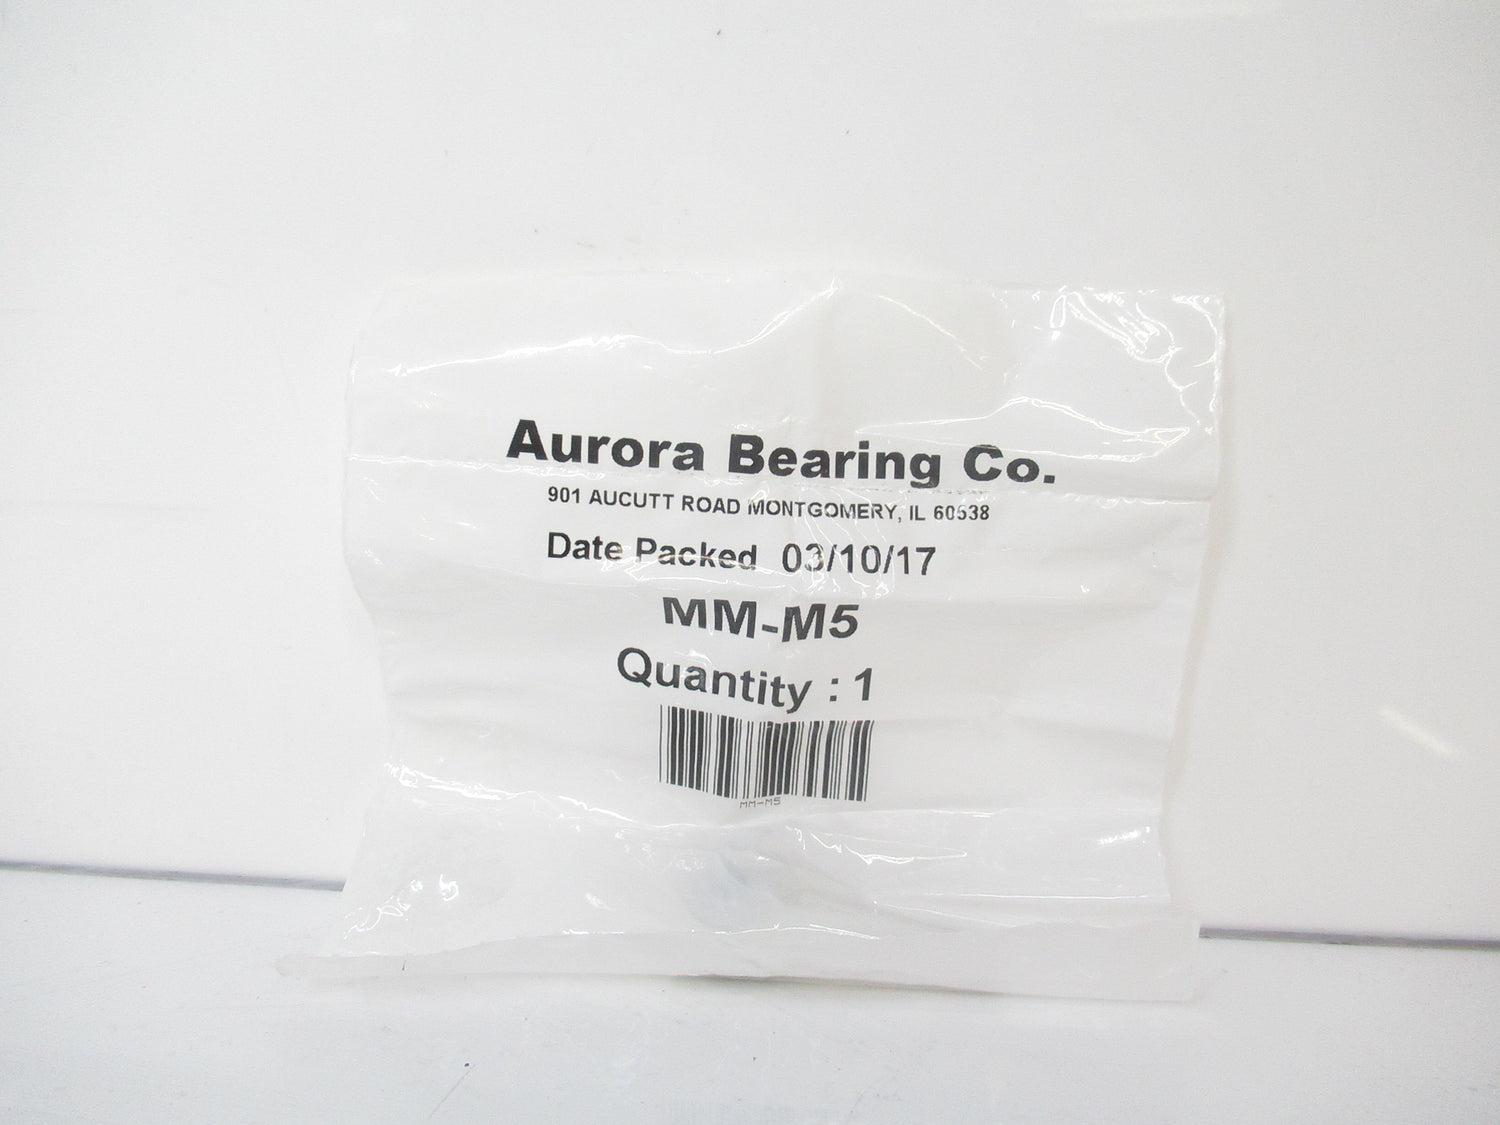 Aurora Bearing Co.
901 AUCUTT ROAD MONTGOMERY, IL 60538
Date Packed 03/10/17
MM-M5
Quantity : 1
MM-M5